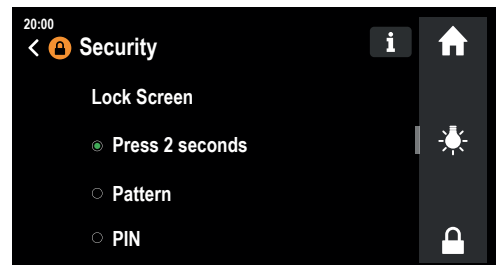 20:00
Security
i
Lock Screen
Press 2 seconds
Pattern
PIN